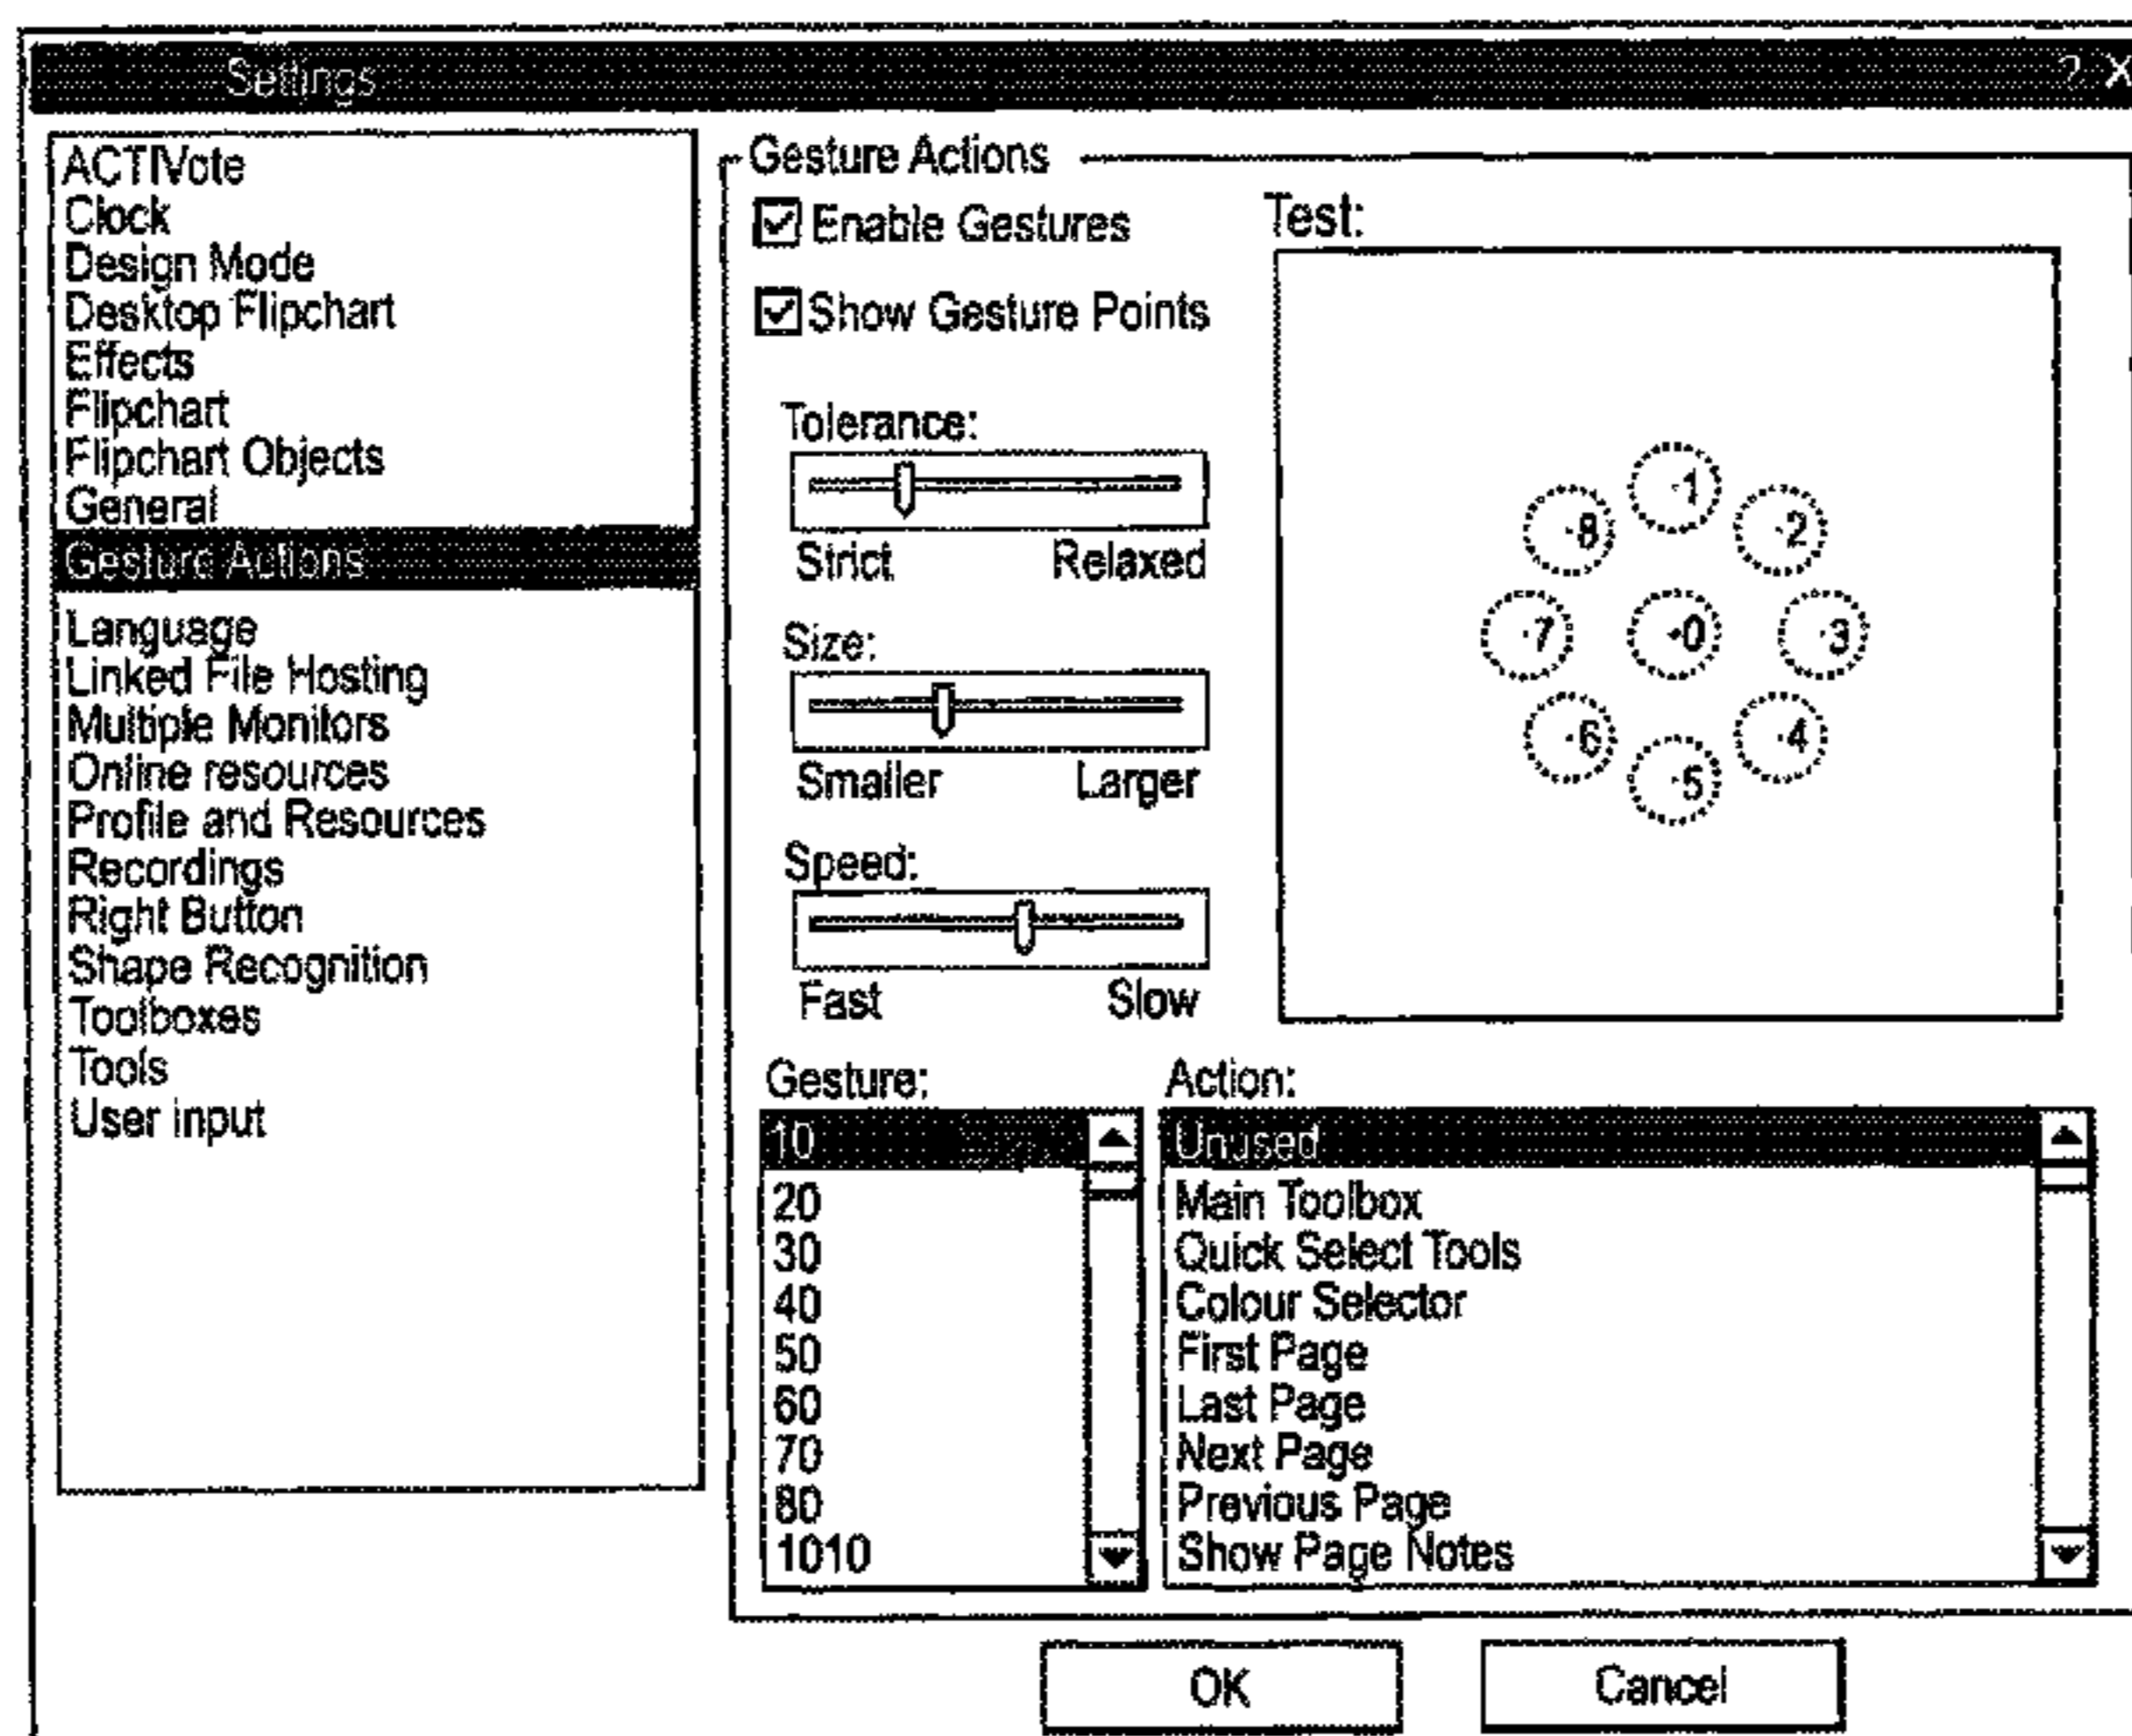 Settings ? X
ACTIVote
Clock
Design Mode
Desktop Flipchart
Effects
Flipchart
Flipchart Objects
General
Gesture Actions
Language
Linked File Hosting
Multiple Monitors
Online resources
Profile and Resources
Recordings
Right Button
Shape Recognition
Toolboxes
Tools
User input
Gesture Actions
Enable Gestures
Show Gesture Points
Tolerance:
Strict Relaxed
Size:
Smaller Larger
Speed:
Fast Slow
Test:
1
8 2
7 0 3
6 4
5
Gesture:
10
20
30
40
50
60
70
80
1010
Action:
Unused
Main Toolbox
Quick Select Tools
Colour Selector
First Page
Last Page
Next Page
Previous Page
Show Page Notes
OK Cancel